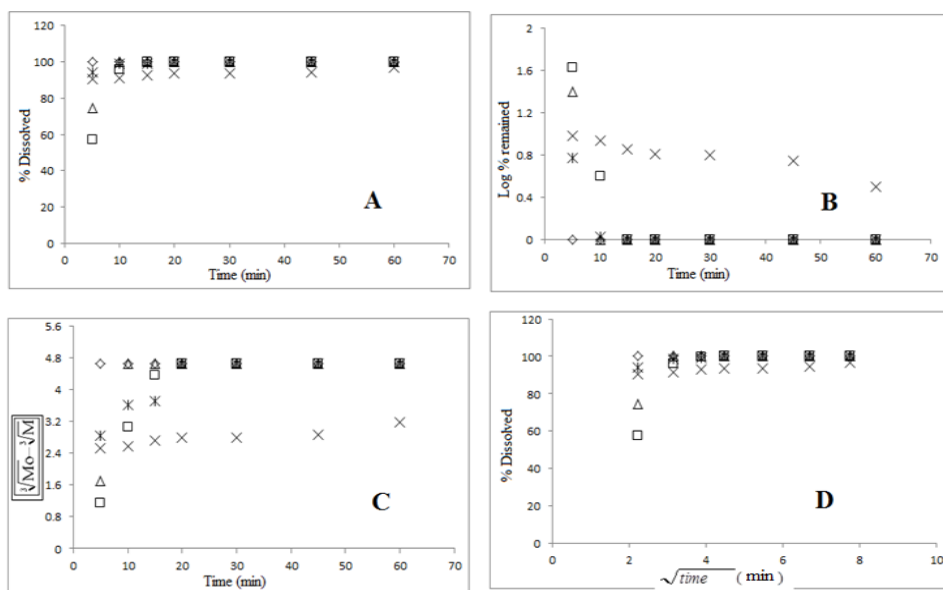 120
100
80
60
40
20
0
% Dissolved
0 10 20 30 40 50 60 70
Time (min)
A
2
1.6
1.2
0.8
0.4
0
Log % remained
0 10 20 30 40 50 60 70
Time (min)
B
5.6
4.8
4
3.2
2.4
1.6
0.8
0
∛Mo-∛M
0 10 20 30 40 50 60 70
Time (min)
C
120
100
80
60
40
20
0
% Dissolved
0 2 4 6 8 10
√time (min)
D